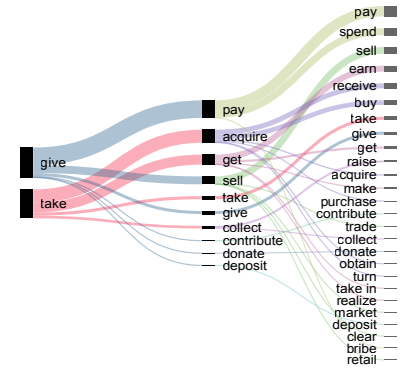 give
take
pay
acquire
get
sell
take
give
collect
contribute
donate
deposit
pay
spend
sell
earn
receive
buy
take
give
get
raise
acquire
make
purchase
contribute
trade
collect
donate
obtain
turn
take in
realize
market
deposit
clear
bribe
retail